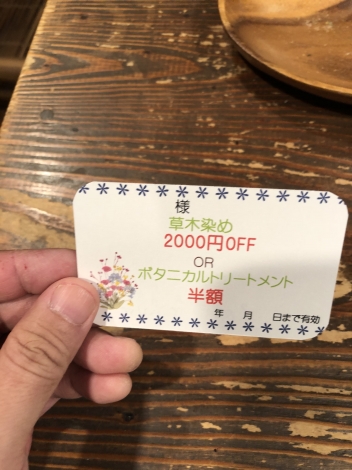 様
草木染め
2000円OFF
OR
ボタニカルトリートメント
半額
年 月 日まで有効